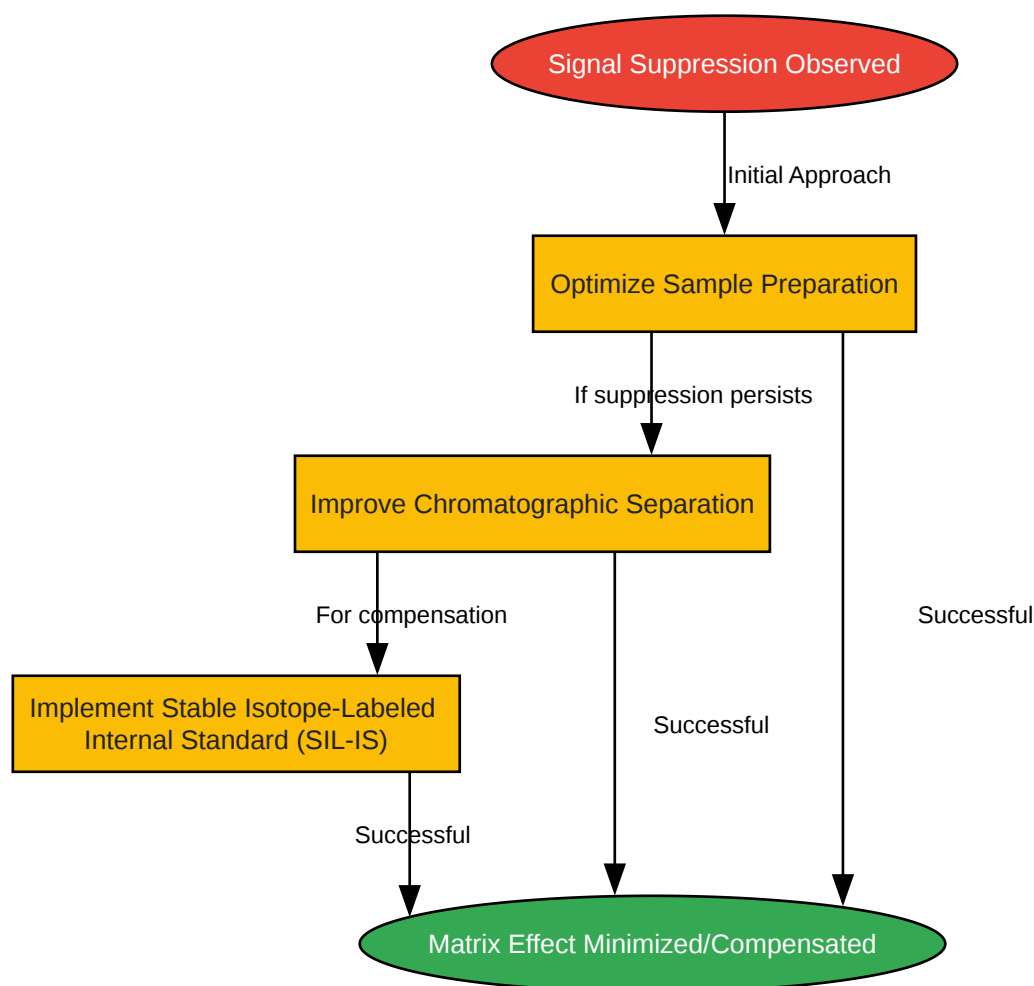 Signal Suppression Observed
Initial Approach
Optimize Sample Preparation
If suppression persists
Improve Chromatographic Separation
For compensation
Successful
Implement Stable Isotope-Labeled
Internal Standard (SIL-IS)
Successful
Successful
Matrix Effect Minimized/Compensated